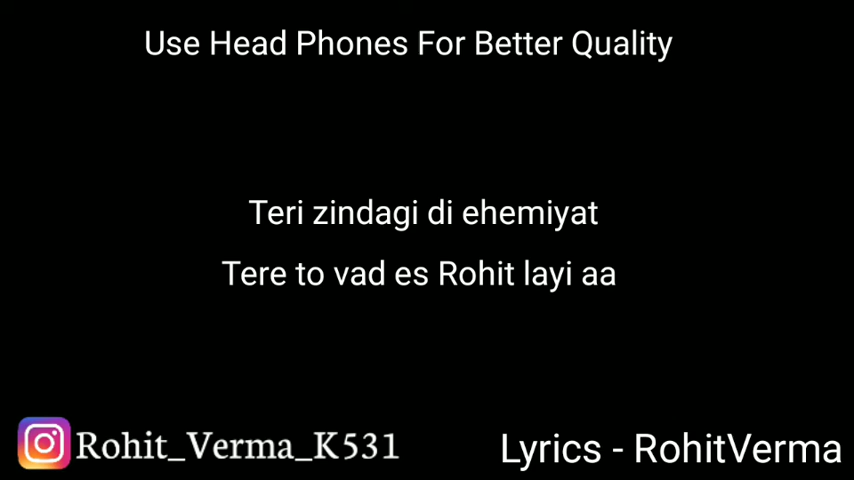 Use Head Phones For Better Quality
Teri zindagi di ehemiyat
Tere to vad es Rohit layi aa
Rohit_Verma_K531
Lyrics - RohitVerma